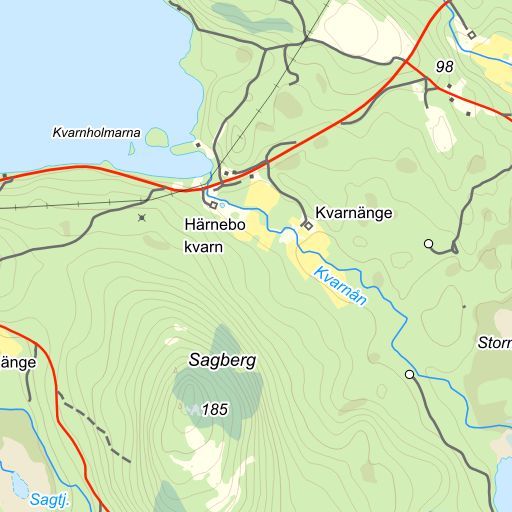 98
Kvarnholmarna
Kvarnänge
Härnebo
kvarn
Kvarnån
Storr
Sagberg
änge
185
Sagtj.